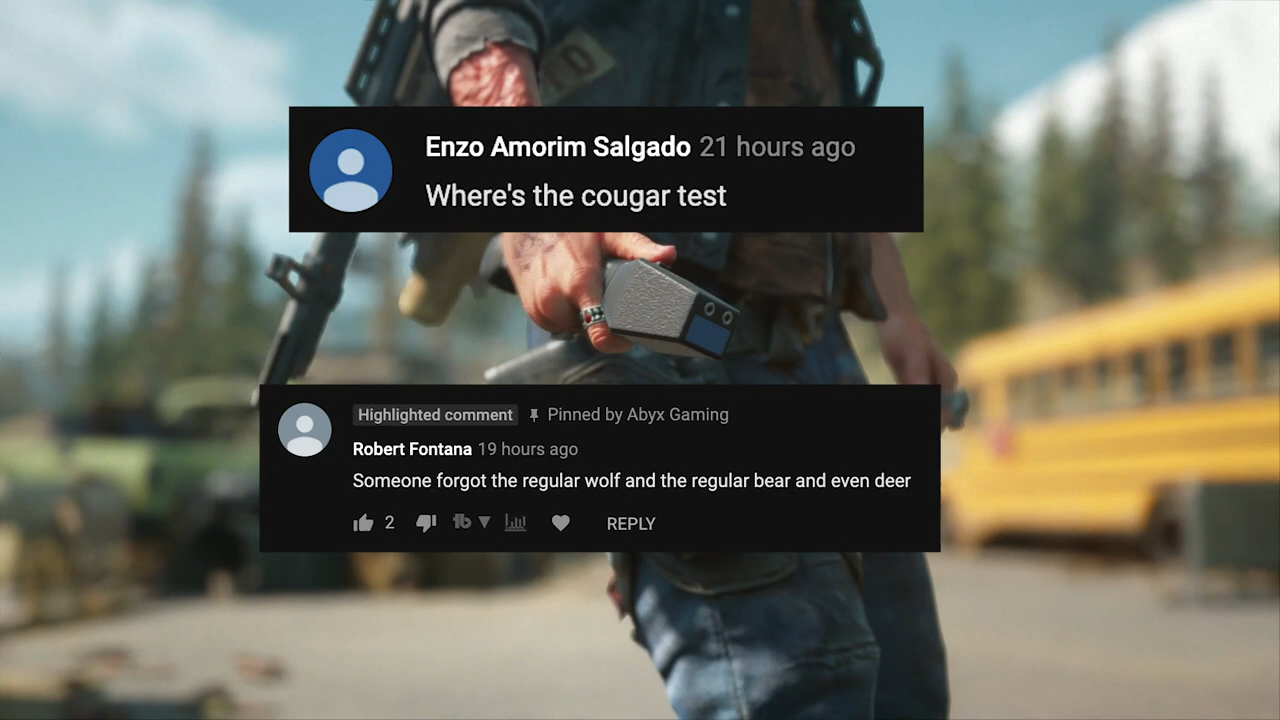 Enzo Amorim Salgado 21 hours ago
Where's the cougar test
Highlighted comment Pinned by Abyx Gaming
Robert Fontana 19 hours ago
Someone forgot the regular wolf and the regular bear and even deer
2 tb REPLY